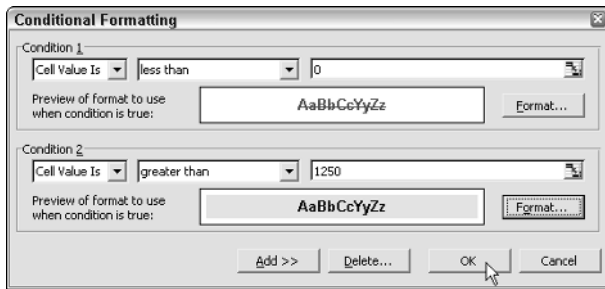 Conditional Formatting
Condition 1
Cell Value Is less than 0
Preview of format to use
when condition is true:
AaBbCcYyZz
Format...
Condition 2
Cell Value Is greater than 1250
Preview of format to use
when condition is true:
AaBbCcYyZz
Format...
Add >> Delete... OK Cancel